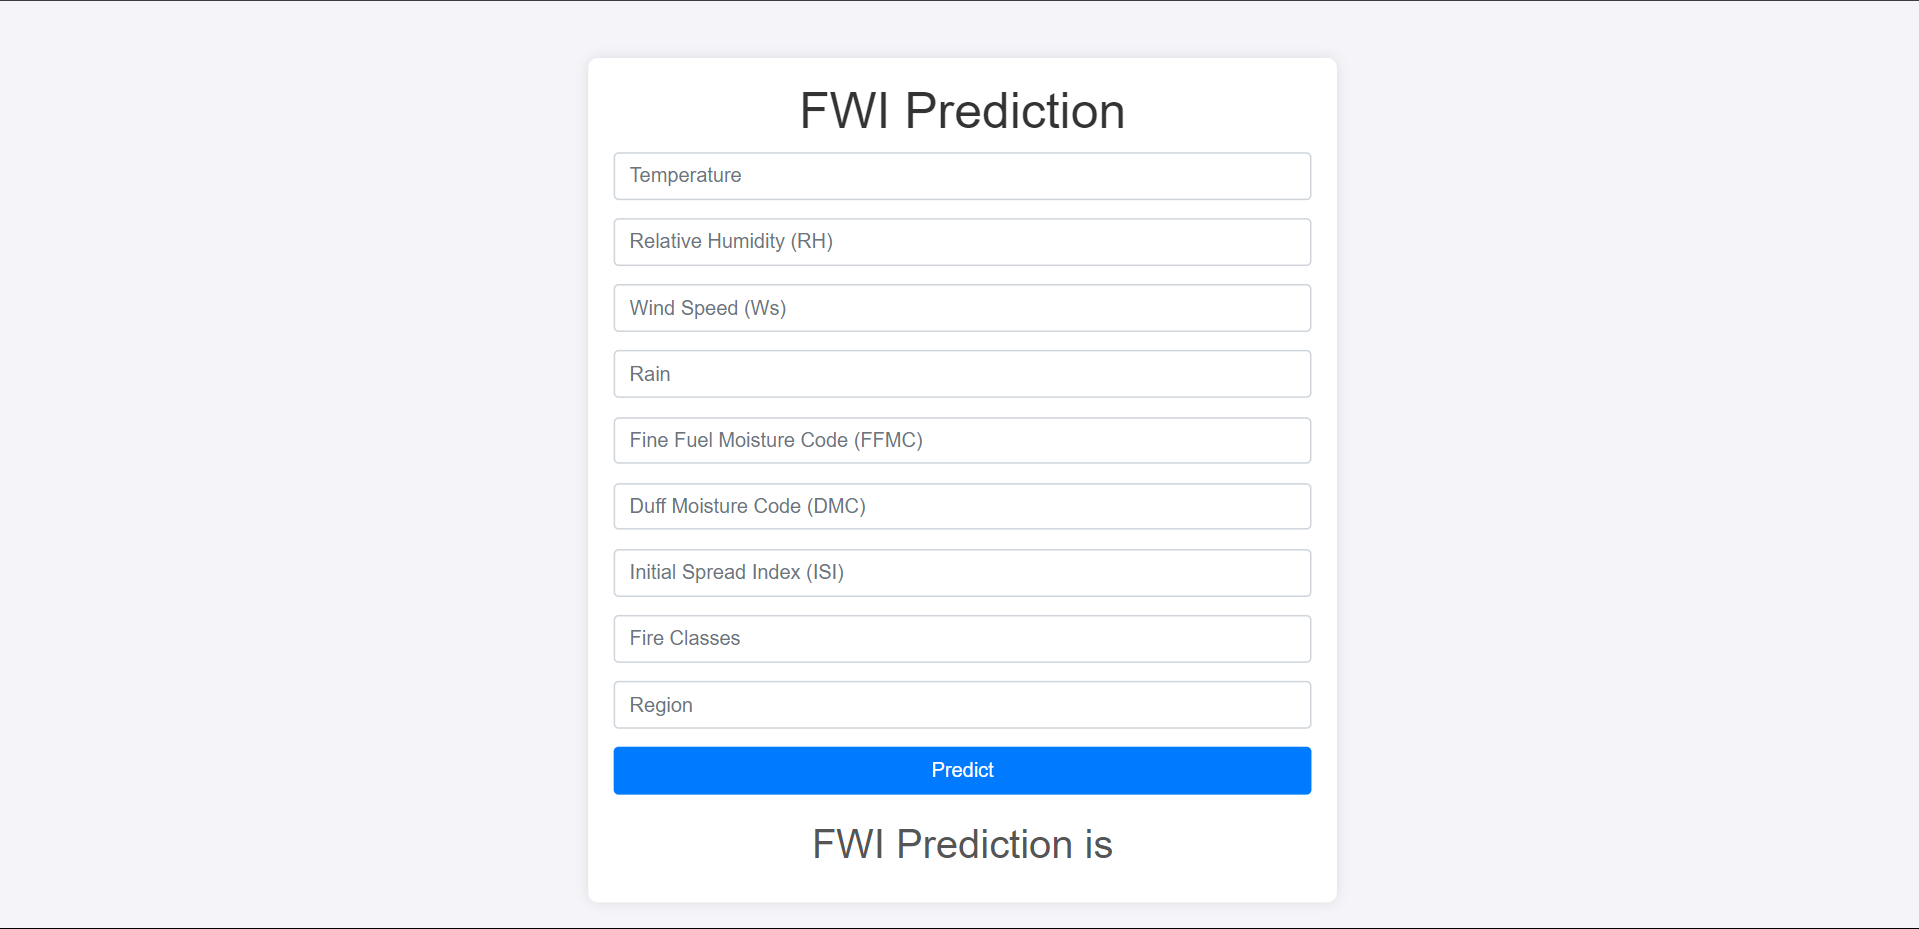 FWI Prediction
Temperature
Relative Humidity (RH)
Wind Speed (Ws)
Rain
Fine Fuel Moisture Code (FFMC)
Duff Moisture Code (DMC)
Initial Spread Index (ISI)
Fire Classes
Region
Predict
FWI Prediction is